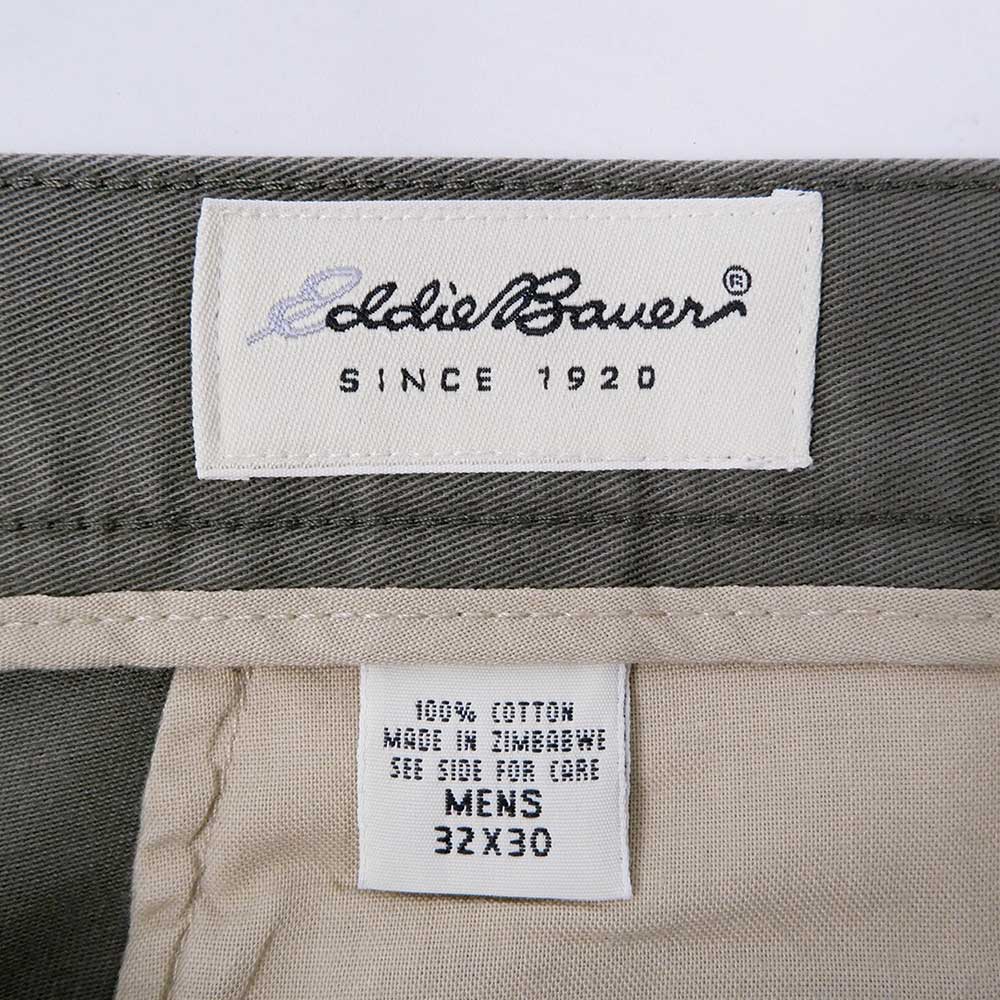 Eddie Bauer®
SINCE 1920
100% COTTON
MADE IN ZIMBABWE
SEE SIDE FOR CARE
MENS
32X30